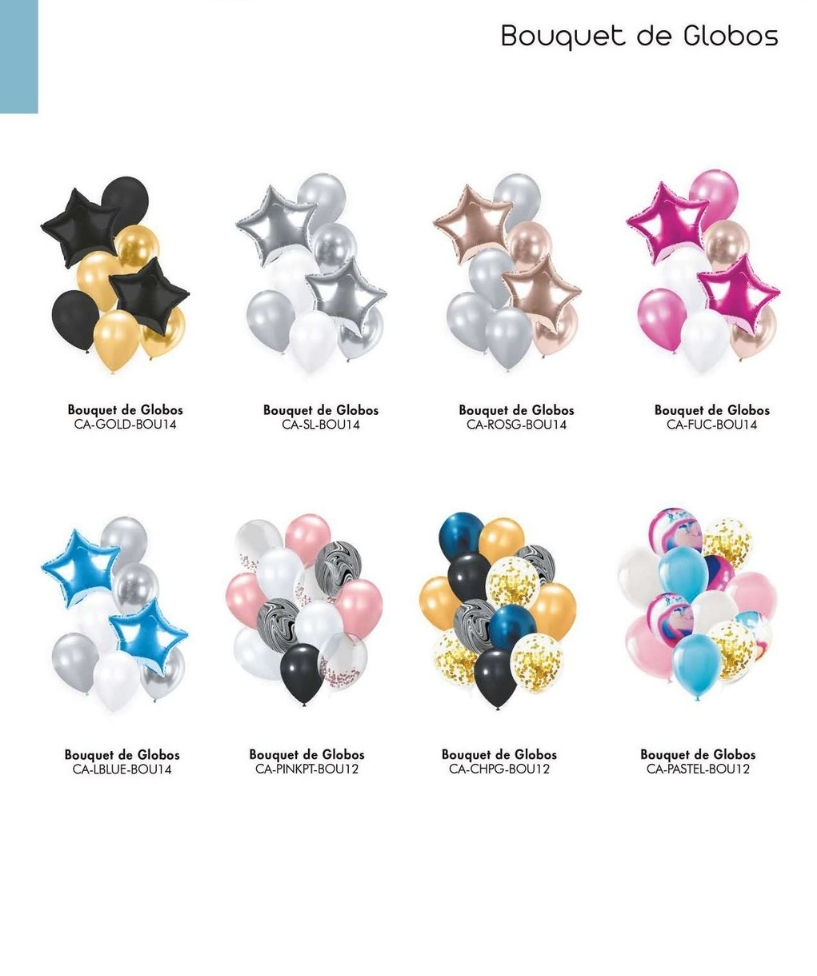 Bouquet de Globos
Bouquet de Globos
CA-GOLD-BOU14
Bouquet de Globos
CA-SL-BOU14
Bouquet de Globos
CA-ROSG-BOU14
Bouquet de Globos
CA-FUC-BOU14
Bouquet de Globos
CA-LBLUE-BOU14
Bouquet de Globos
CA-PINKPT-BOU12
Bouquet de Globos
CA-CHPG-BOU12
Bouquet de Globos
CA-PASTEL-BOU12